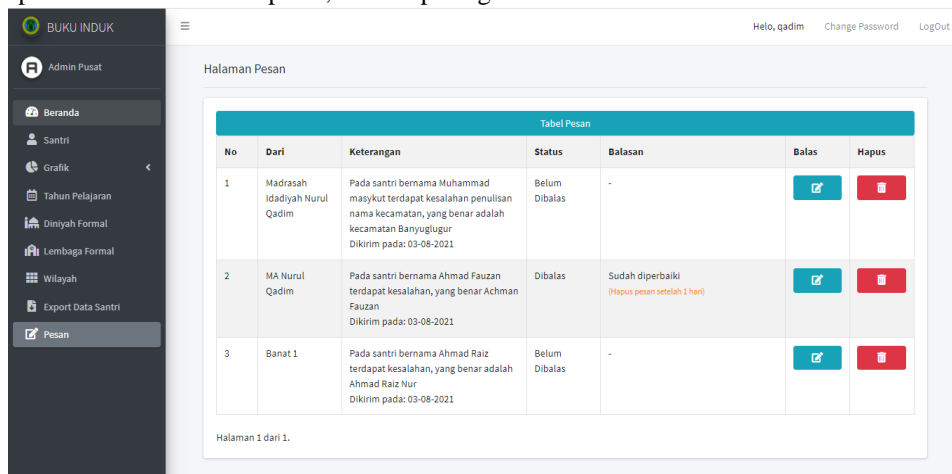 BUKU INDUK
Helo, qadim Change Password LogOut
Admin Pusat
Beranda
Santri
Grafik
Tahun Pelajaran
Diniyah Formal
Lembaga Formal
Wilayah
Export Data Santri
Pesan
Halaman Pesan
Tabel Pesan
No Dari Keterangan Status Balasan Balas Hapus
1 Madrasah Pada santri bernama Muhammad Belum -
Idadiyah Nurul masykut terdapat kesalahan penulisan Dibalas
Qadim nama kecamatan, yang benar adalah
kecamatan Banyuglugur
Dikirim pada: 03-08-2021
2 MA Nurul Pada santri bernama Ahmad Fauzan Dibalas Sudah diperbaiki
Qadim terdapat kesalahan, yang benar Achman (Hapus pesan setelah 1 hari)
Fauzan
Dikirim pada: 03-08-2021
3 Banat 1 Pada santri bernama Ahmad Raiz Belum -
terdapat kesalahan, yang benar adalah Dibalas
Ahmad Raiz Nur
Dikirim pada: 03-08-2021
Halaman 1 dari 1.